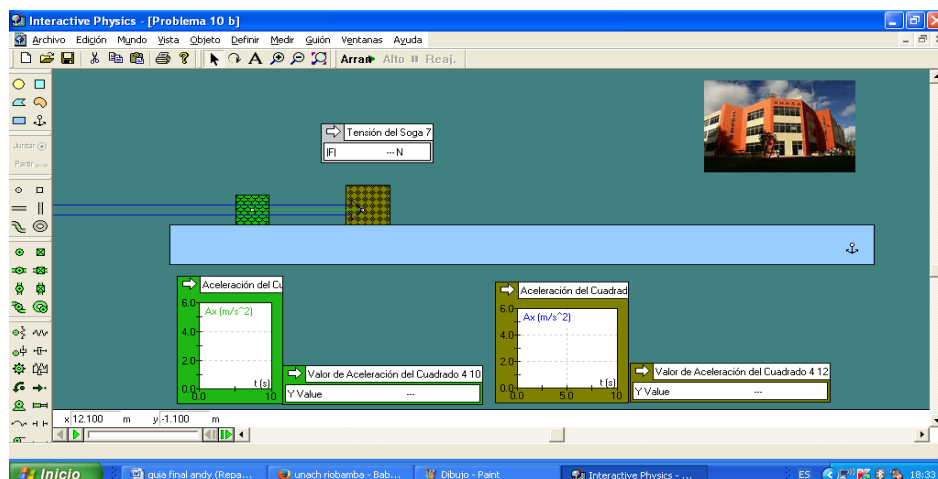 Interactive Physics - [Problema 10 b]
Archivo Edición Mundo Vista Objeto Definir Medir Guión Ventanas Ayuda
Arran Alto II Reaj.
Juntar
Partir
Tensión del Soga 7
|F| --- N
Aceleración del Cu
6.0
Ax (m/s^2)
4.0
2.0
t (s)
0.0
0.0 10
Valor de Aceleración del Cuadrado 4 10
Y Value ---
Aceleración del Cuadrad
6.0
Ax (m/s^2)
4.0
2.0
t (s)
0.0
0.0 5.0 10
Valor de Aceleración del Cuadrado 4 12
Y Value ---
x 12.100 m y -1.100 m
Inicio guia final andy (Repa... unach riobamba - Bab... Dibujo - Paint Interactive Physics - ... ES 18:33